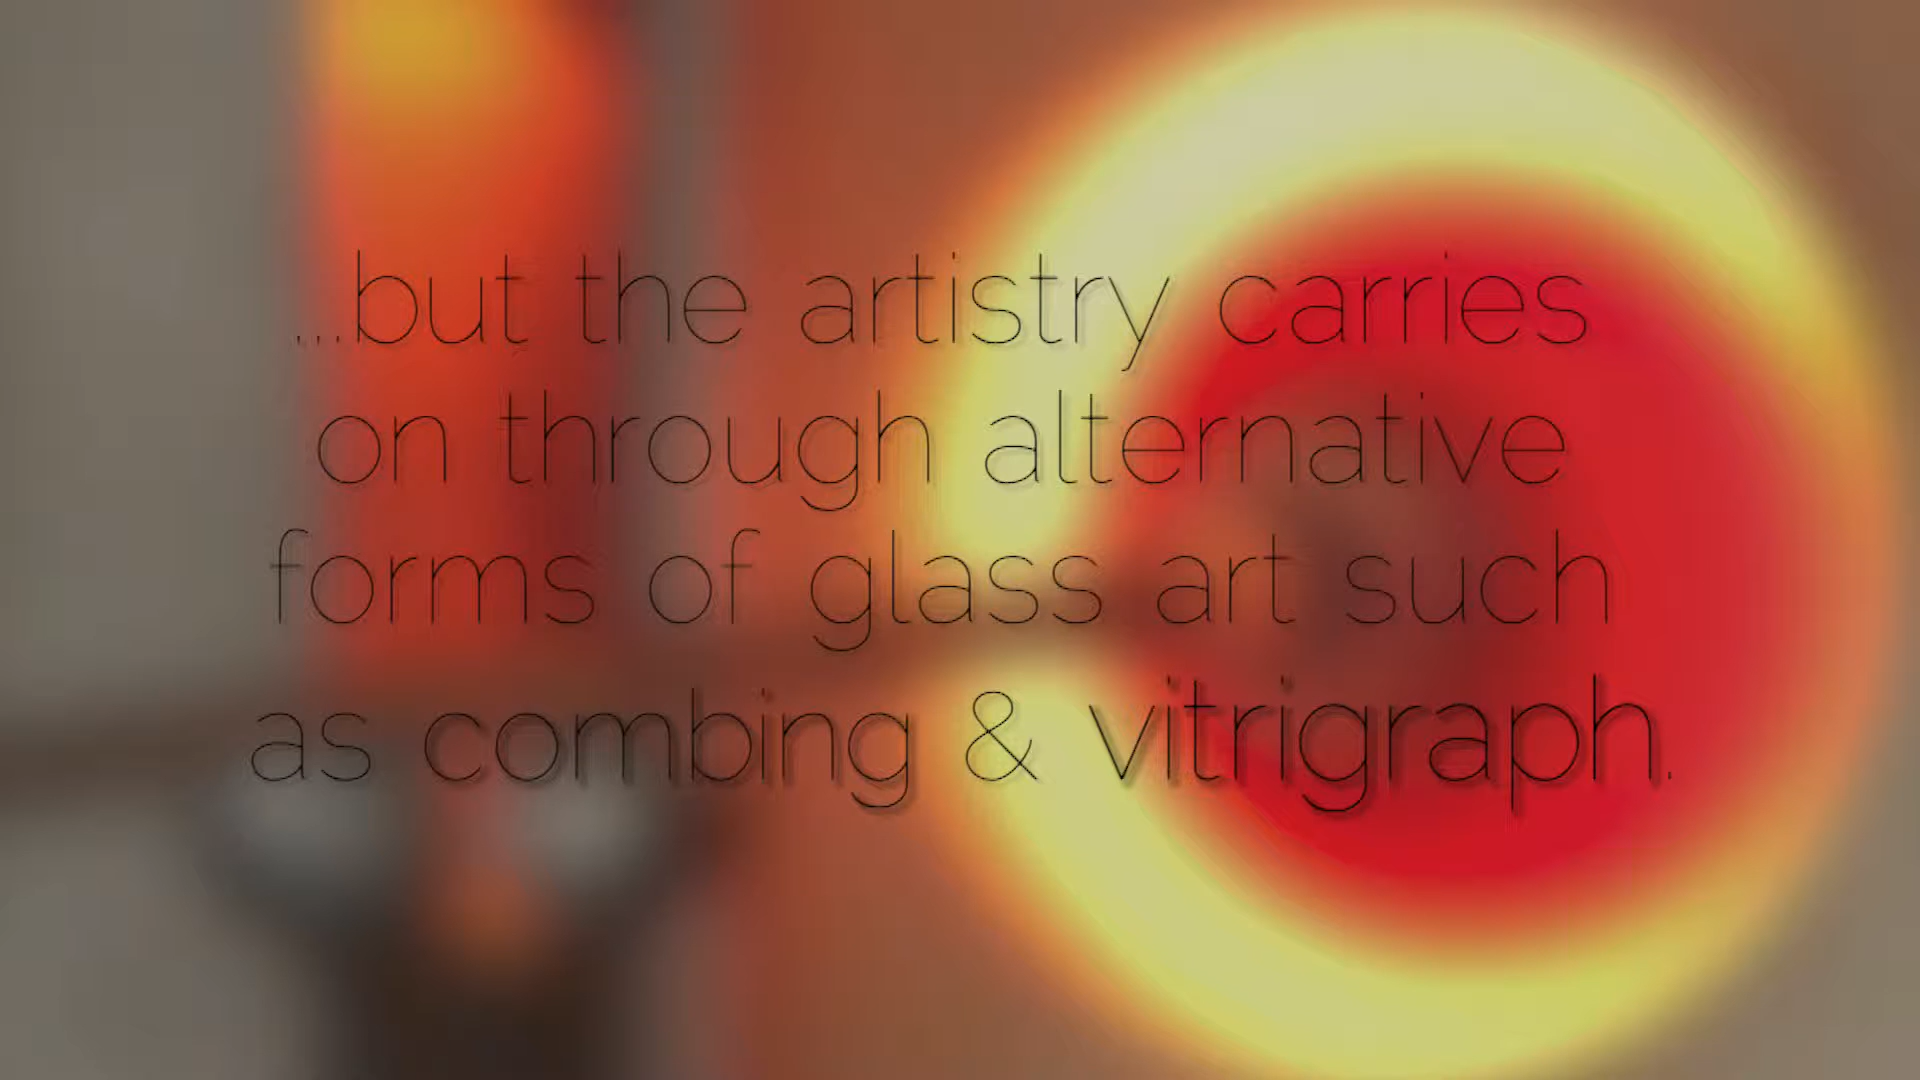 ...but the artistry carries
on through alternative
forms of glass art such
as combing & vitrigraph.